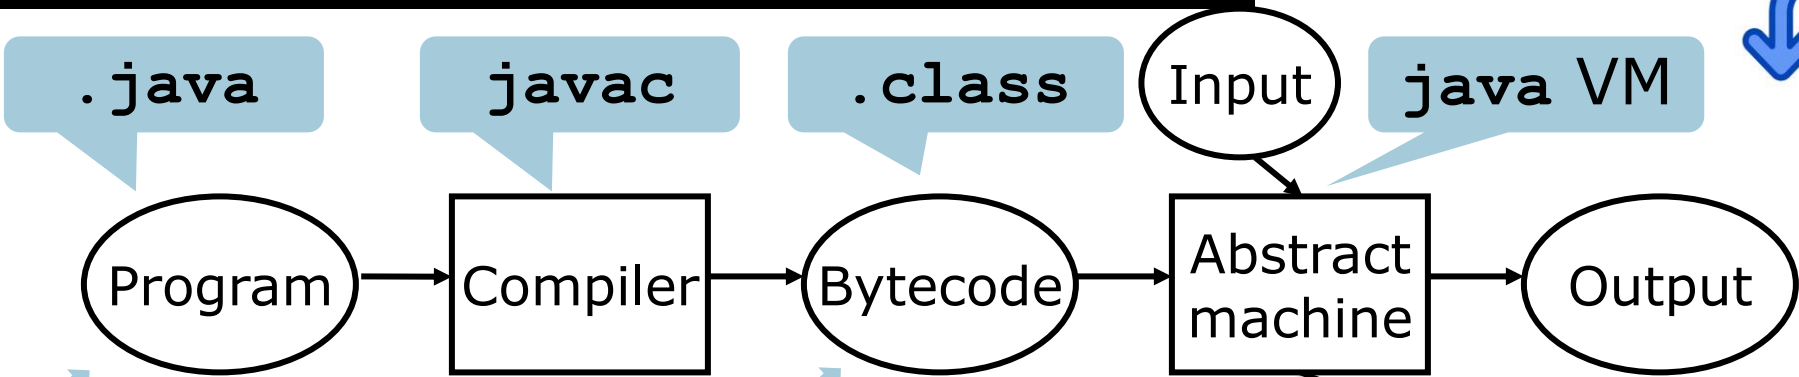 .java
javac
.class
Input
java VM
Program
Compiler
Bytecode
Abstract
machine
Output